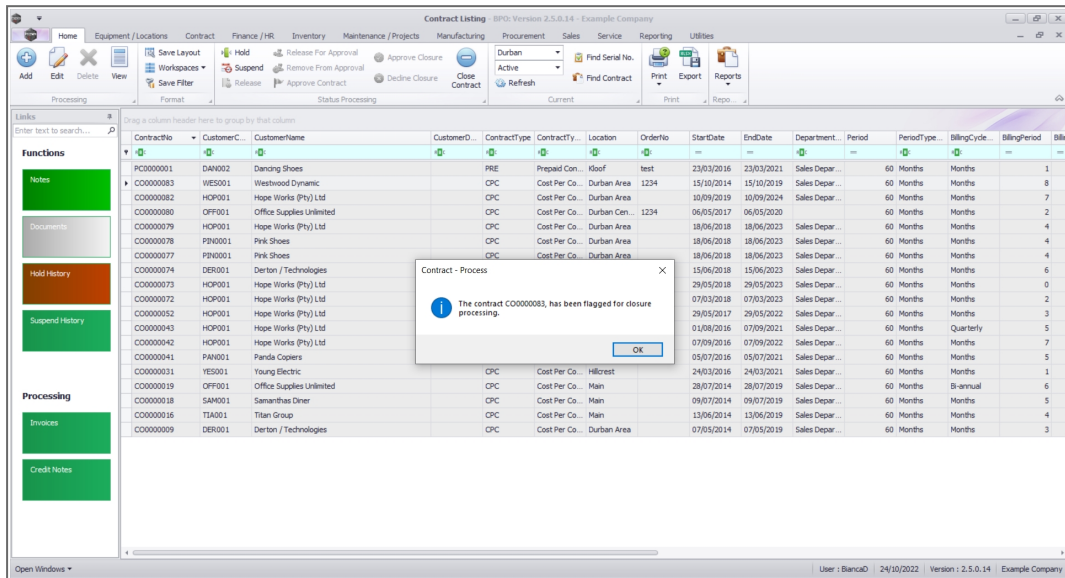 Contract Listing - BPO: Version 2.5.0.14 - Example Company
Home Equipment / Locations Contract Finance / HR Inventory Maintenance / Projects Manufacturing Procurement Sales Service Reporting Utilities
Add Edit Delete View
Processing
Save Layout
Workspaces
Save Filter
Format
Hold
Suspend
Release
Release For Approval
Remove From Approval
Approve Contract
Approve Closure
Decline Closure
Close Contract
Status Processing
Durban
Active
Refresh
Find Serial No.
Find Contract
Current
Print Export
Print
Reports
Repo ...
Links
Enter text to search...
Functions
Notes
Documents
Hold History
Suspend History
Processing
Invoices
Credit Notes
Drag a column header here to group by that column
ContractNo CustomerC... CustomerName CustomerD... ContractType ContractTy... Location OrderNo StartDate EndDate Department... Period PeriodType... BillingCycle... BillingPeriod Billi
PC0000001 DAN002 Dancing Shoes PRE Prepaid Con... Kloof test 23/03/2016 23/03/2021 Sales Depar... 60 Months Months 1
CO0000083 WES001 Westwood Dynamic CPC Cost Per Co... Durban Area 1234 15/10/2014 15/10/2019 Sales Depar... 60 Months Months 8
CO0000082 HOP001 Hope Works (Pty) Ltd CPC Cost Per Co... Durban Area 10/09/2019 10/09/2024 Sales Depar... 60 Months Months 7
CO0000080 OFF001 Office Supplies Unlimited CPC Cost Per Co... Durban Cen... 1234 06/05/2017 06/05/2020 60 Months Months 2
CO0000079 HOP001 Hope Works (Pty) Ltd CPC Cost Per Co... Durban Area 18/06/2018 18/06/2023 Sales Depar... 60 Months Months 4
CO0000078 PIN0001 Pink Shoes CPC Cost Per Co... Durban Area 18/06/2018 18/06/2023 Sales Depar... 60 Months Months 4
CO0000077 PIN0001 Pink Shoes CPC Cost Per Co... Durban Area 18/06/2018 18/06/2023 Sales Depar... 60 Months Months 4
CO0000074 DER001 Derton / Technologies 15/06/2018 15/06/2023 Sales Depar... 60 Months Months 6
CO0000073 HOP001 Hope Works (Pty) Ltd 29/05/2018 29/05/2023 Sales Depar... 60 Months Months 0
CO0000072 HOP001 Hope Works (Pty) Ltd 07/03/2018 07/03/2023 Sales Depar... 60 Months Months 2
CO0000052 HOP001 Hope Works (Pty) Ltd 29/05/2017 29/05/2022 Sales Depar... 60 Months Months 3
CO0000043 HOP001 Hope Works (Pty) Ltd 01/08/2016 07/09/2021 Sales Depar... 60 Months Quarterly 5
CO0000042 HOP001 Hope Works (Pty) Ltd 07/09/2016 07/09/2022 Sales Depar... 60 Months Months 7
CO0000041 PAN001 Panda Copiers 05/07/2016 05/07/2021 Sales Depar... 60 Months Months 5
CO0000031 YES001 Young Electric CPC Cost Per Co... Hillcrest 24/03/2016 24/03/2021 Sales Depar... 60 Months Months 1
CO0000019 OFF001 Office Supplies Unlimited CPC Cost Per Co... Main 28/07/2014 28/07/2019 Sales Depar... 60 Months Bi-annual 6
CO0000018 SAM001 Samanthas Diner CPC Cost Per Co... Main 09/07/2014 09/07/2019 Sales Depar... 60 Months Months 5
CO0000016 TIA001 Titan Group CPC Cost Per Co... Main 13/06/2014 13/06/2019 Sales Depar... 60 Months Months 4
CO0000009 DER001 Derton / Technologies CPC Cost Per Co... Durban Area 07/05/2014 07/05/2019 Sales Depar... 60 Months Months 3
Contract - Process
The contract CO0000083, has been flagged for closure
processing.
OK
Open Windows
User : BiancaD 24/10/2022 Version : 2.5.0.14 Example Company